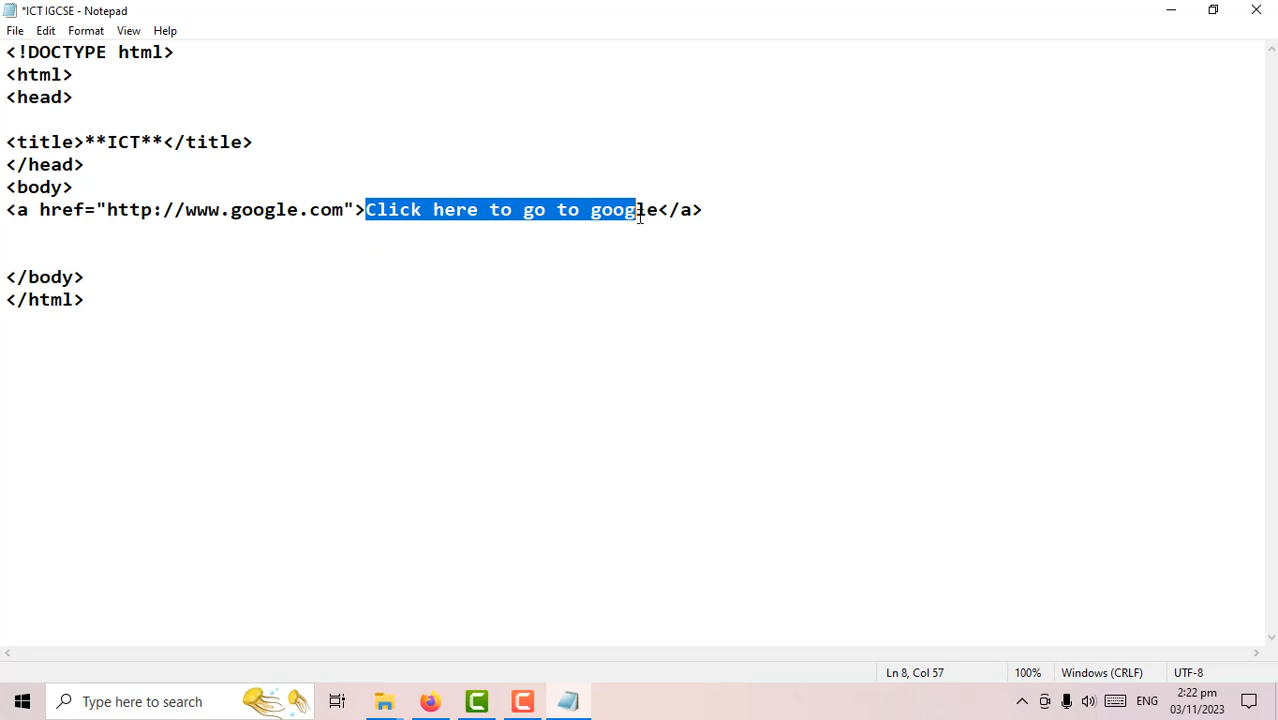 *ICT IGCSE - Notepad
File Edit Format View Help
<!DOCTYPE html>
<html>
<head>
<title>**ICT**</title>
</head>
<body>
<a href="http://www.google.com">Click here to go to google</a>
</body>
</html>
Ln 8, Col 57 100% Windows (CRLF) UTF-8
Type here to search ENG 2:22 pm
03/11/2023